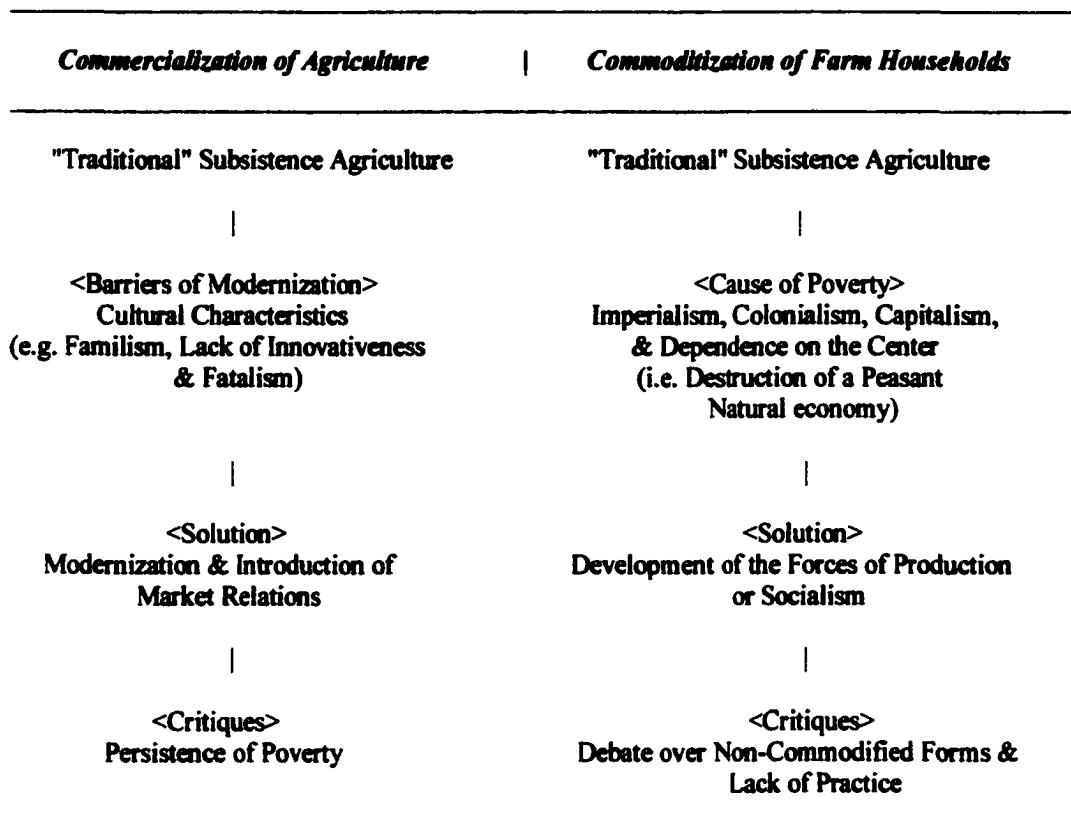 Commercialization of Agriculture | Commoditization of Farm Households
"Traditional" Subsistence Agriculture
|
<Barriers of Modernization>
Cultural Characteristics
(e.g. Familism, Lack of Innovativeness
& Fatalism)
|
<Solution>
Modernization & Introduction of
Market Relations
|
<Critiques>
Persistence of Poverty
"Traditional" Subsistence Agriculture
|
<Cause of Poverty>
Imperialism, Colonialism, Capitalism,
& Dependence on the Center
(i.e. Destruction of a Peasant
Natural economy)
|
<Solution>
Development of the Forces of Production
or Socialism
|
<Critiques>
Debate over Non-Commodified Forms &
Lack of Practice